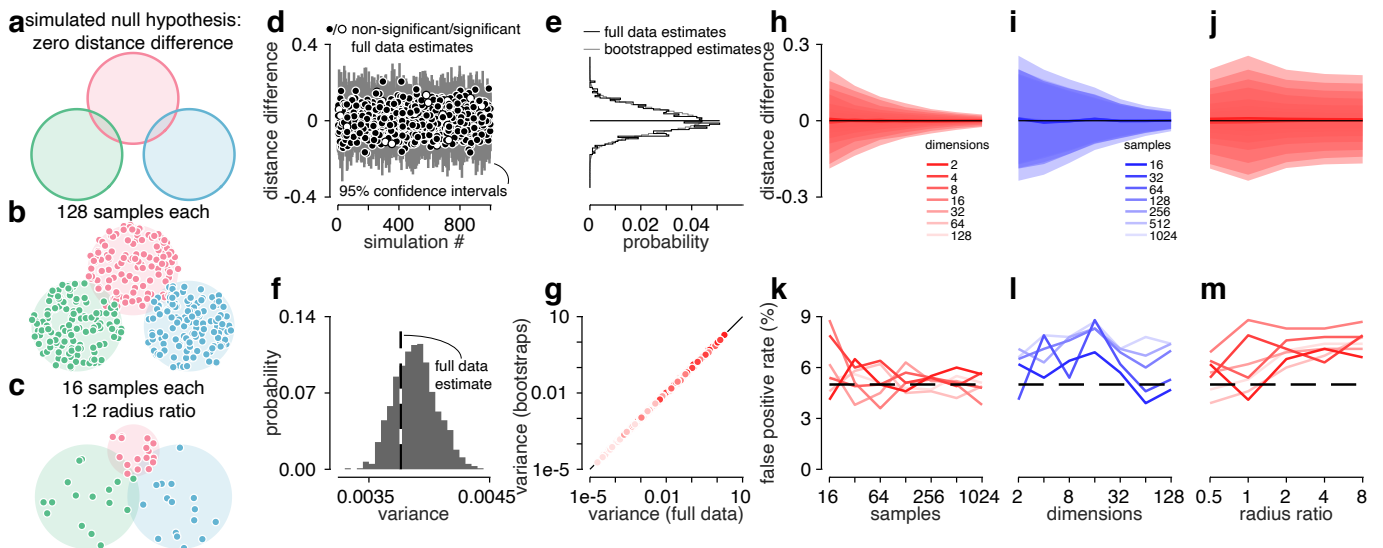 a
simulated null hypothesis:
zero distance difference
b
128 samples each
c
16 samples each
1:2 radius ratio
d
●/○ non-significant/significant
full data estimates
distance difference
0.4
0
-0.4
95% confidence intervals
0
400
800
simulation #
e
full data estimates
bootstrapped estimates
0
0.02
0.04
probability
f
probability
0.14
0.07
0.00
full data
estimate
0.0035
0.0045
variance
g
variance (bootstraps)
10
0.01
1e-5
1e-5
0.01
10
variance (full data)
h
distance difference
0.3
0
-0.3
dimensions
2
4
8
16
32
64
128
i
samples
16
32
64
128
256
512
1024
j
k
false positive rate (%)
9
6
3
0
16
64
256
1024
samples
l
2
8
32
128
dimensions
m
0.5
1
2
4
8
radius ratio